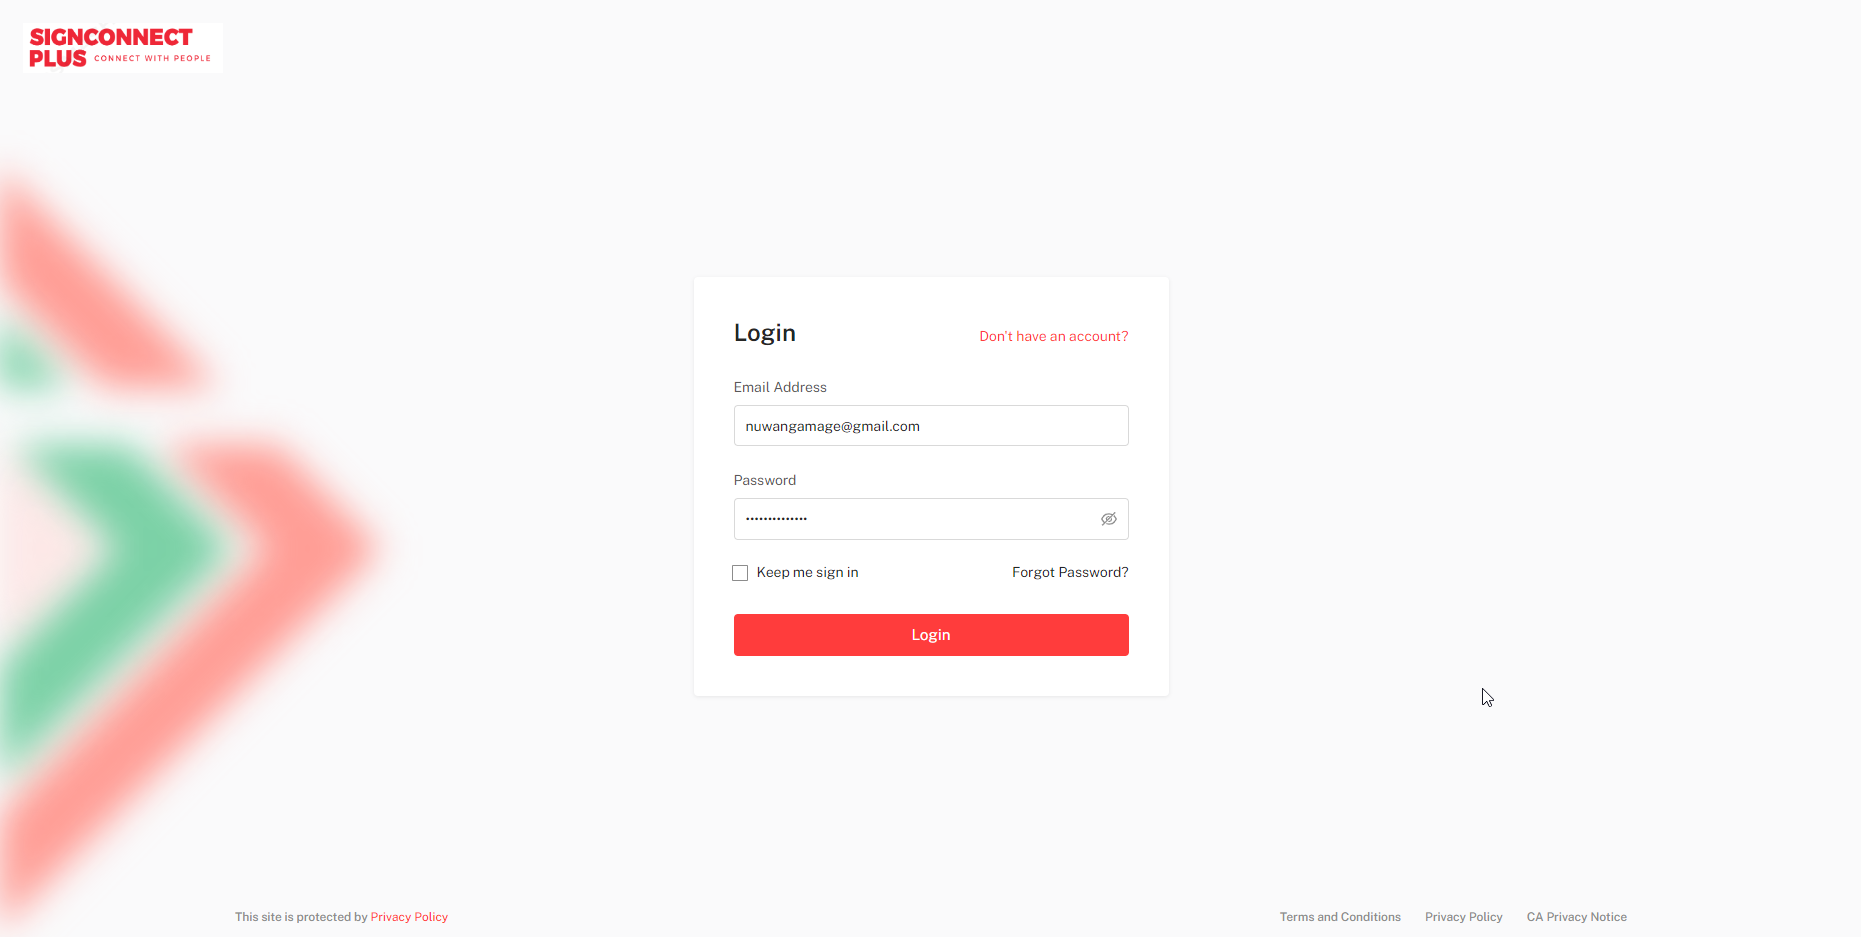 SIGNCONNECT
PLUS CONNECT WITH PEOPLE
Login
Don't have an account?
Email Address
nuwangamage@gmail.com
Password
••••••••••••••
Keep me sign in
Forgot Password?
Login
This site is protected by Privacy Policy
Terms and Conditions
Privacy Policy
CA Privacy Notice